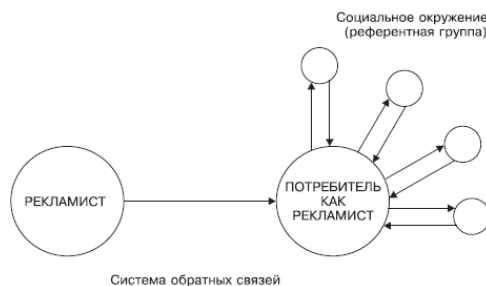 Социальное окружение
(референтная группа)
РЕКЛАМИСТ
ПОТРЕБИТЕЛЬ
КАК
РЕКЛАМИСТ
Система обратных связей